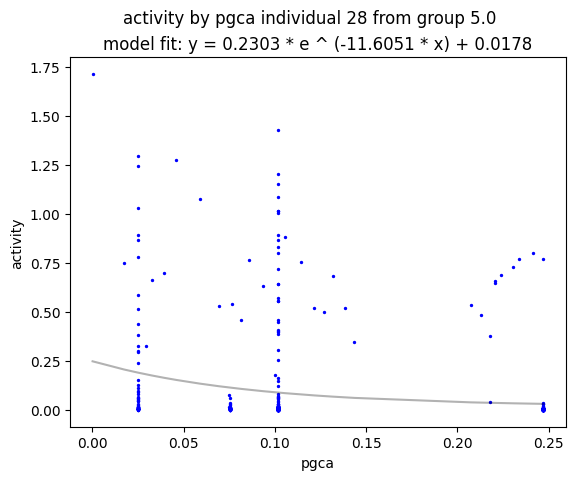 activity by pgca individual 28 from group 5.0
model fit: y = 0.2303 * e ^ (-11.6051 * x) + 0.0178
1.75
1.50
1.25
1.00
0.75
0.50
0.25
0.00
activity
0.00 0.05 0.10 0.15 0.20 0.25
pgca